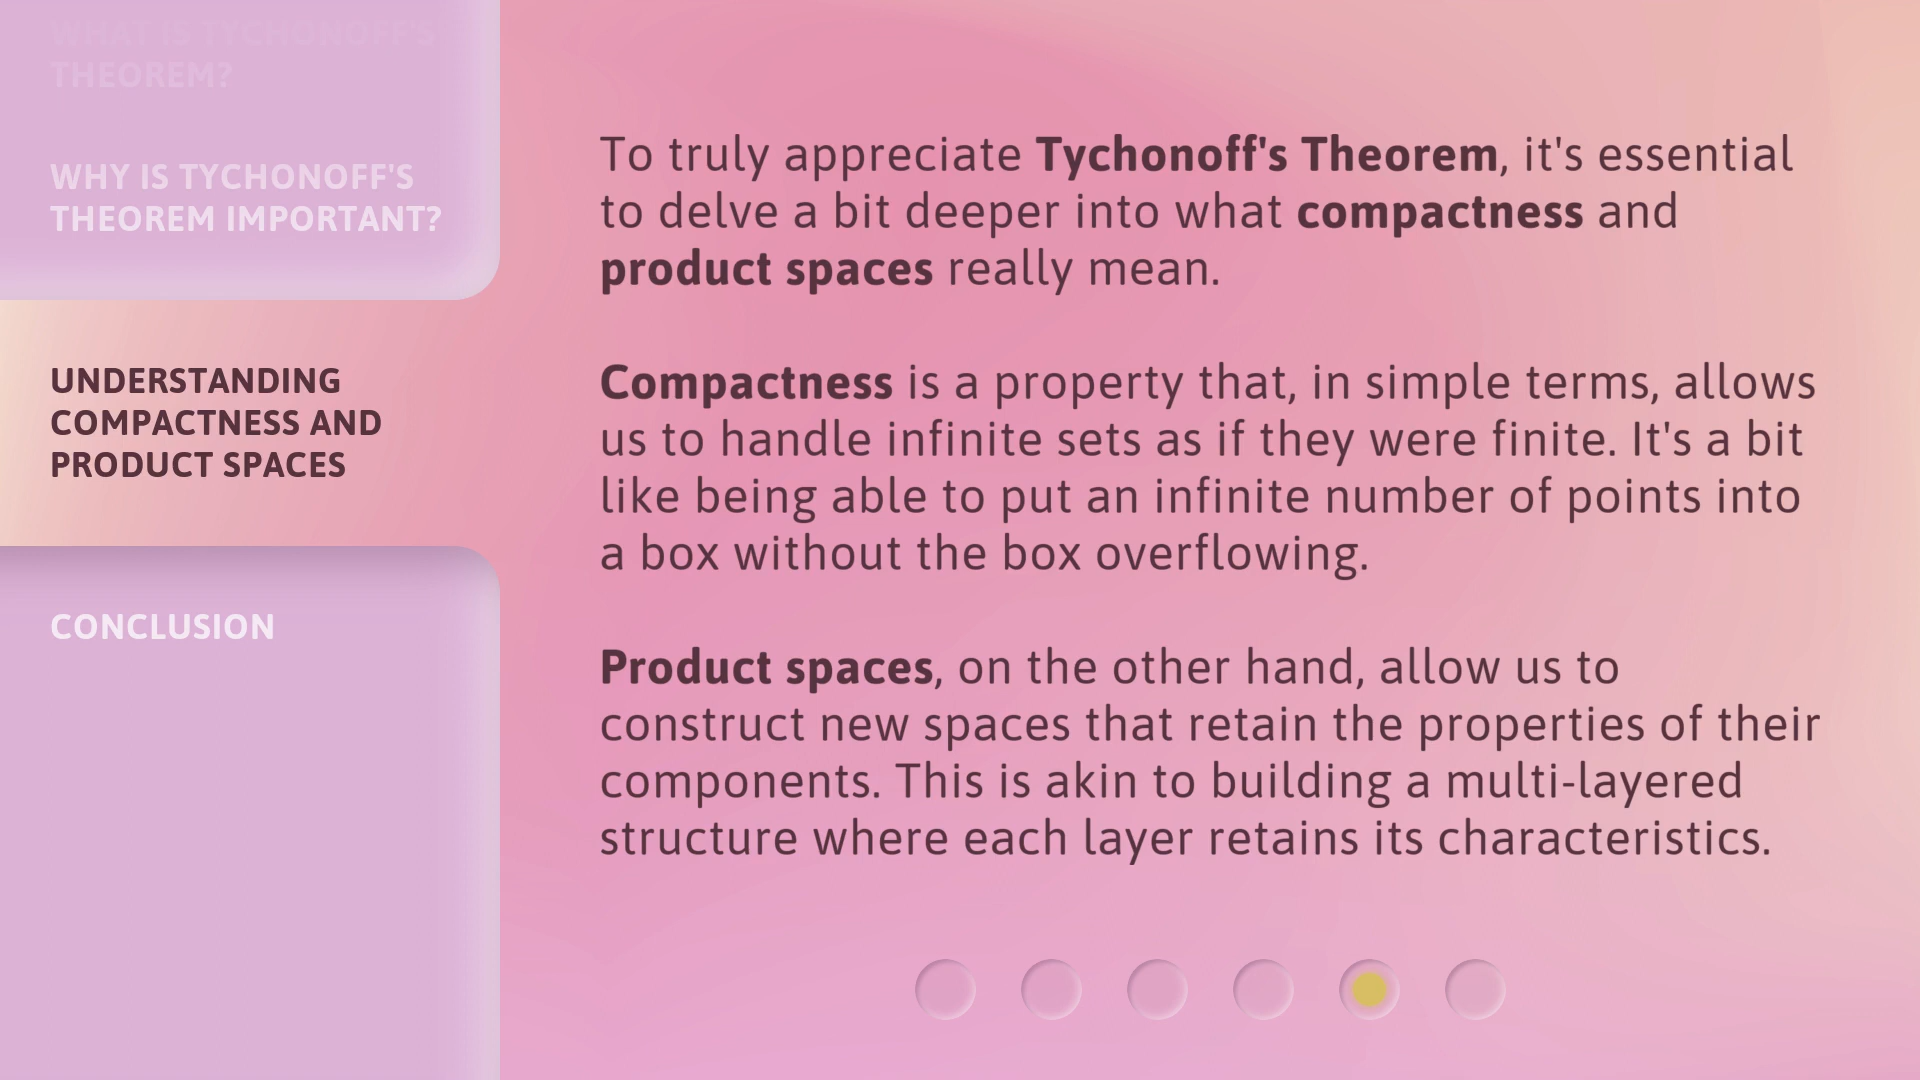 WHAT IS TYCHONOFF'S
THEOREM?
WHY IS TYCHONOFF'S
THEOREM IMPORTANT?
UNDERSTANDING
COMPACTNESS AND
PRODUCT SPACES
CONCLUSION
To truly appreciate Tychonoff's Theorem, it's essential
to delve a bit deeper into what compactness and
product spaces really mean.
Compactness is a property that, in simple terms, allows
us to handle infinite sets as if they were finite. It's a bit
like being able to put an infinite number of points into
a box without the box overflowing.
Product spaces, on the other hand, allow us to
construct new spaces that retain the properties of their
components. This is akin to building a multi-layered
structure where each layer retains its characteristics.